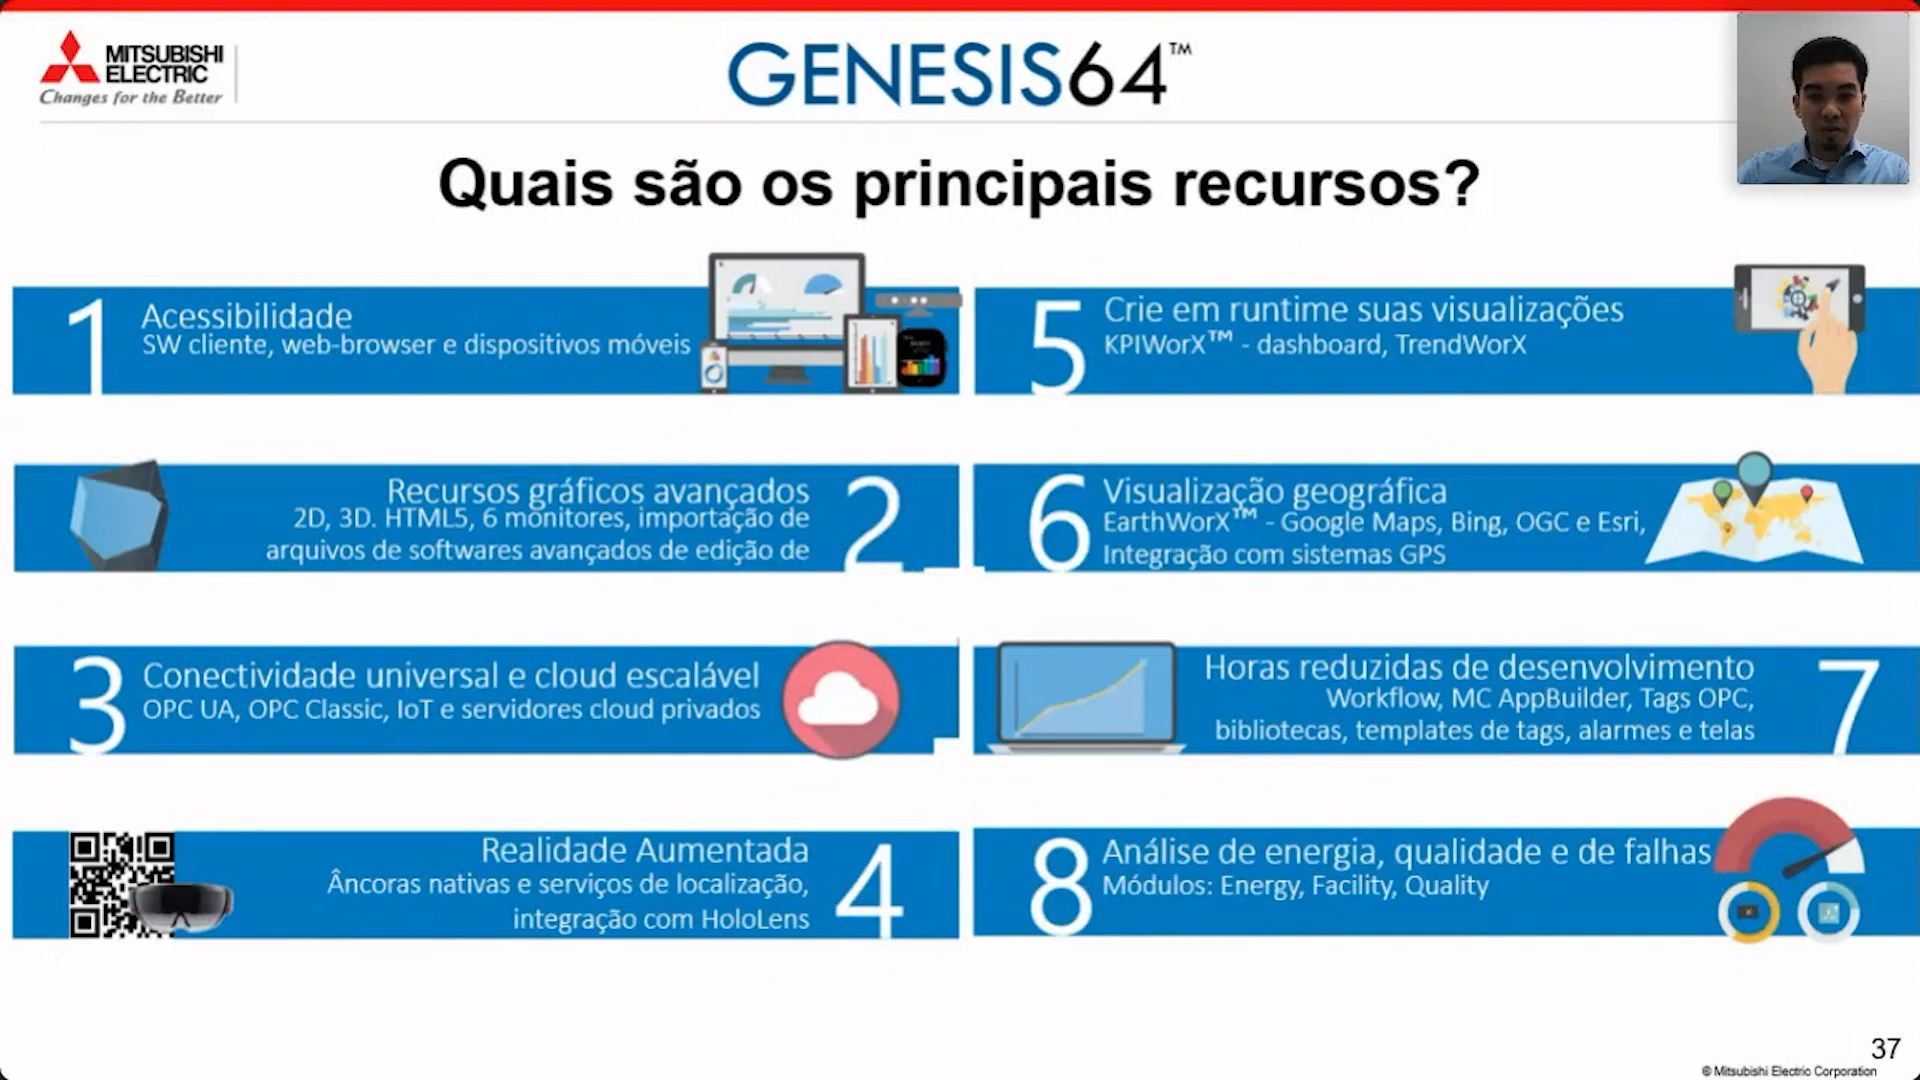 MITSUBISHI
ELECTRIC
Changes for the Better
GENESIS64™
Quais são os principais recursos?
1
Acessibilidade
SW cliente, web-browser e dispositivos móveis
Recursos gráficos avançados
2D, 3D. HTML5, 6 monitores, importação de
arquivos de softwares avançados de edição de
2
3
Conectividade universal e cloud escalável
OPC UA, OPC Classic, IoT e servidores cloud privados
Realidade Aumentada
Âncoras nativas e serviços de localização,
integração com HoloLens
4
5
Crie em runtime suas visualizações
KPIWorX™ - dashboard, TrendWorX
6
Visualização geográfica
EarthWorX™ - Google Maps, Bing, OGC e Esri,
Integração com sistemas GPS
Horas reduzidas de desenvolvimento
Workflow, MC AppBuilder, Tags OPC,
bibliotecas, templates de tags, alarmes e telas
7
8
Análise de energia, qualidade e de falhas
Módulos: Energy, Facility, Quality
37
© Mitsubishi Electric Corporation